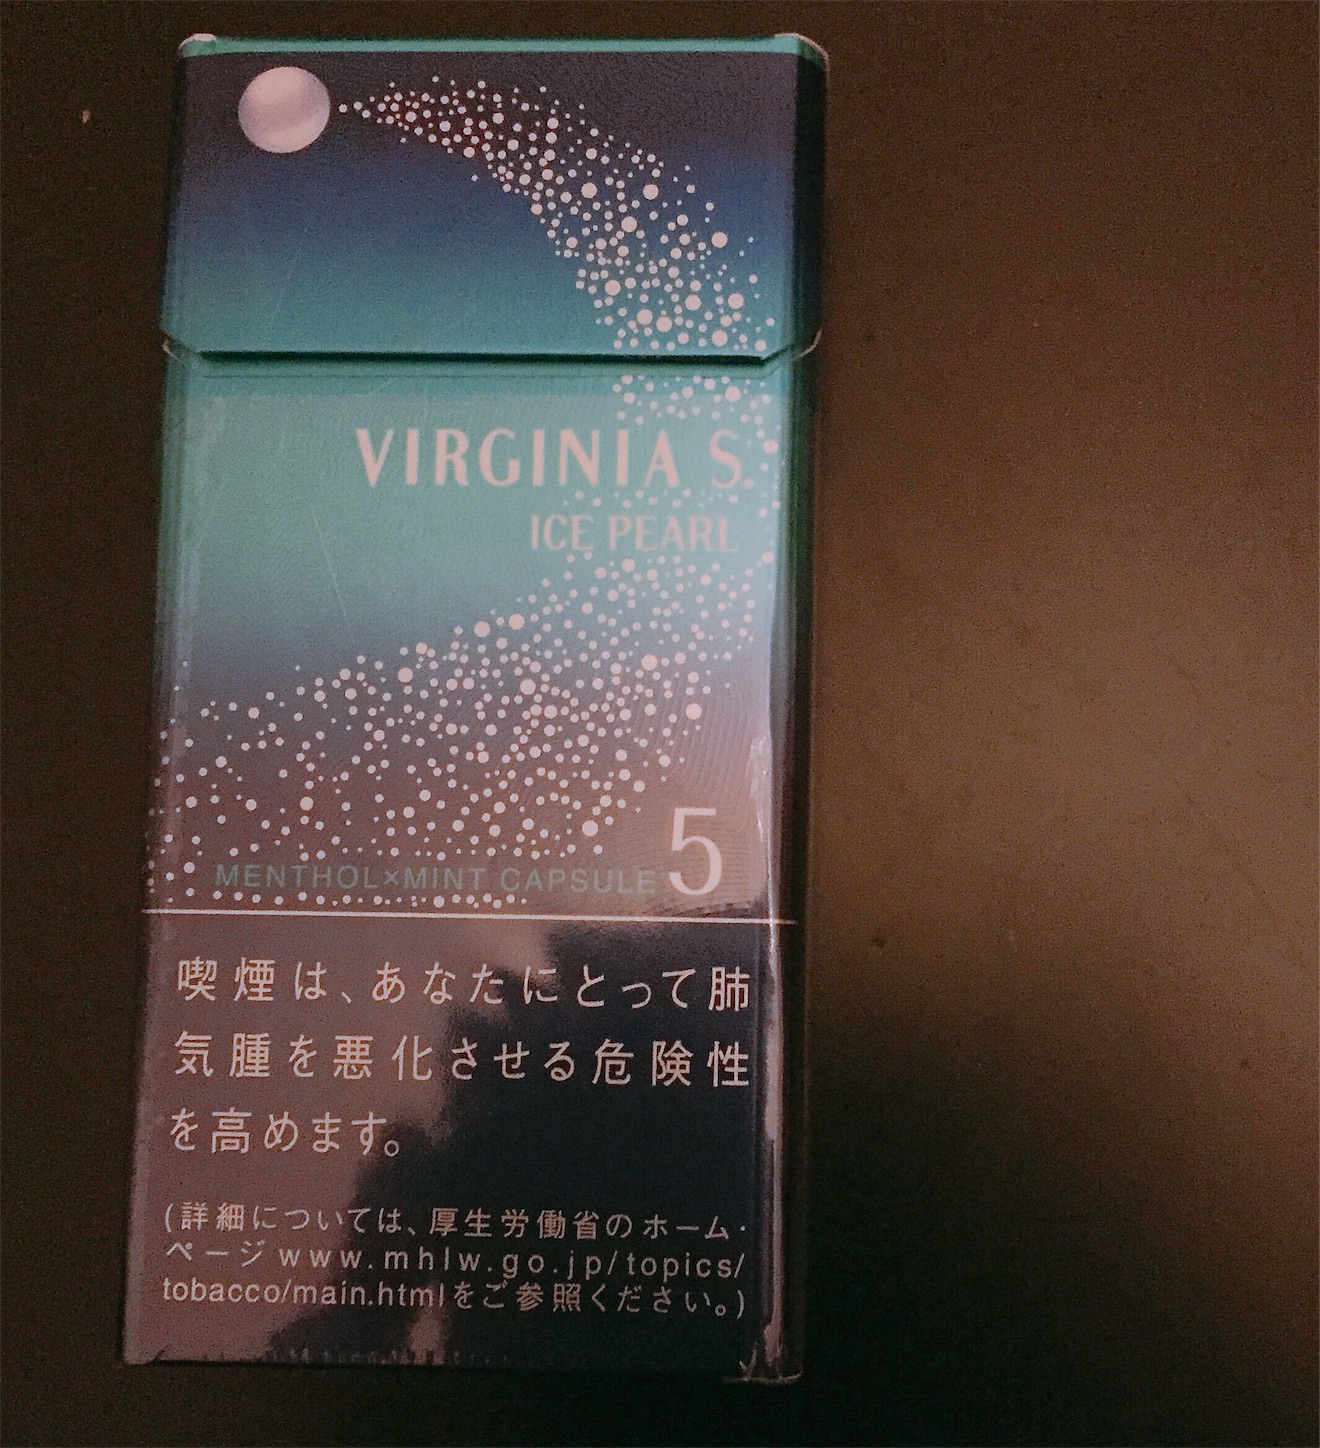 VIRGINIA S.
ICE PEARL
5
MENTHOL×MINT CAPSULE
喫煙は、あなたにとって肺
気腫を悪化させる危険性
を高めます。
(詳細については、厚生労働省のホーム・
ページwww.mhlw.go.jp/topics/
tobacco/main.htmlをご参照ください。)